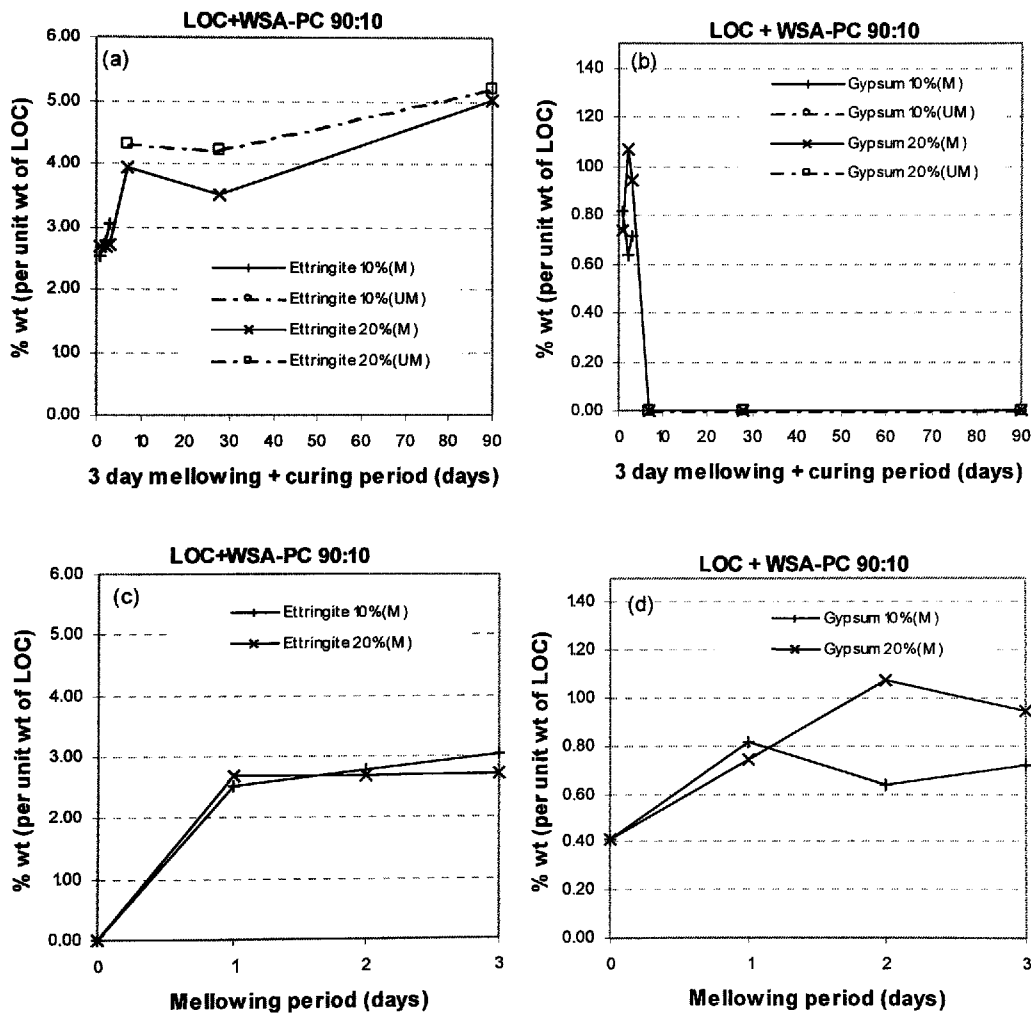 LOC+WSA-PC 90:10
(a)
% wt (per unit wt of LOC)
6.00
5.00
4.00
3.00
2.00
1.00
0.00
0 10 20 30 40 50 60 70 80 90
Ettringite 10%(M)
Ettringite 10%(UM)
Ettringite 20%(M)
Ettringite 20%(UM)
3 day mellowing + curing period (days)
LOC + WSA-PC 90:10
(b)
% wt (per unit wt of LOC)
140
120
100
0.80
0.60
0.40
0.20
0.00
0 10 20 30 40 50 60 70 80 90
Gypsum 10%(M)
Gypsum 10%(UM)
Gypsum 20%(M)
Gypsum 20%(UM)
3 day mellowing + curing period (days)
LOC+WSA-PC 90:10
(c)
% wt (per unit wt of LOC)
6.00
5.00
4.00
3.00
2.00
100
0.00
0 1 2 3
Ettringite 10%(M)
Ettringite 20%(M)
Mellowing period (days)
LOC + WSA-PC 90:10
(d)
% wt (per unit wt of LOC)
140
120
100
0.80
0.60
0.40
0.20
0.00
0 1 2 3
Gypsum 10%(M)
Gypsum 20%(M)
Mellowing period (days)